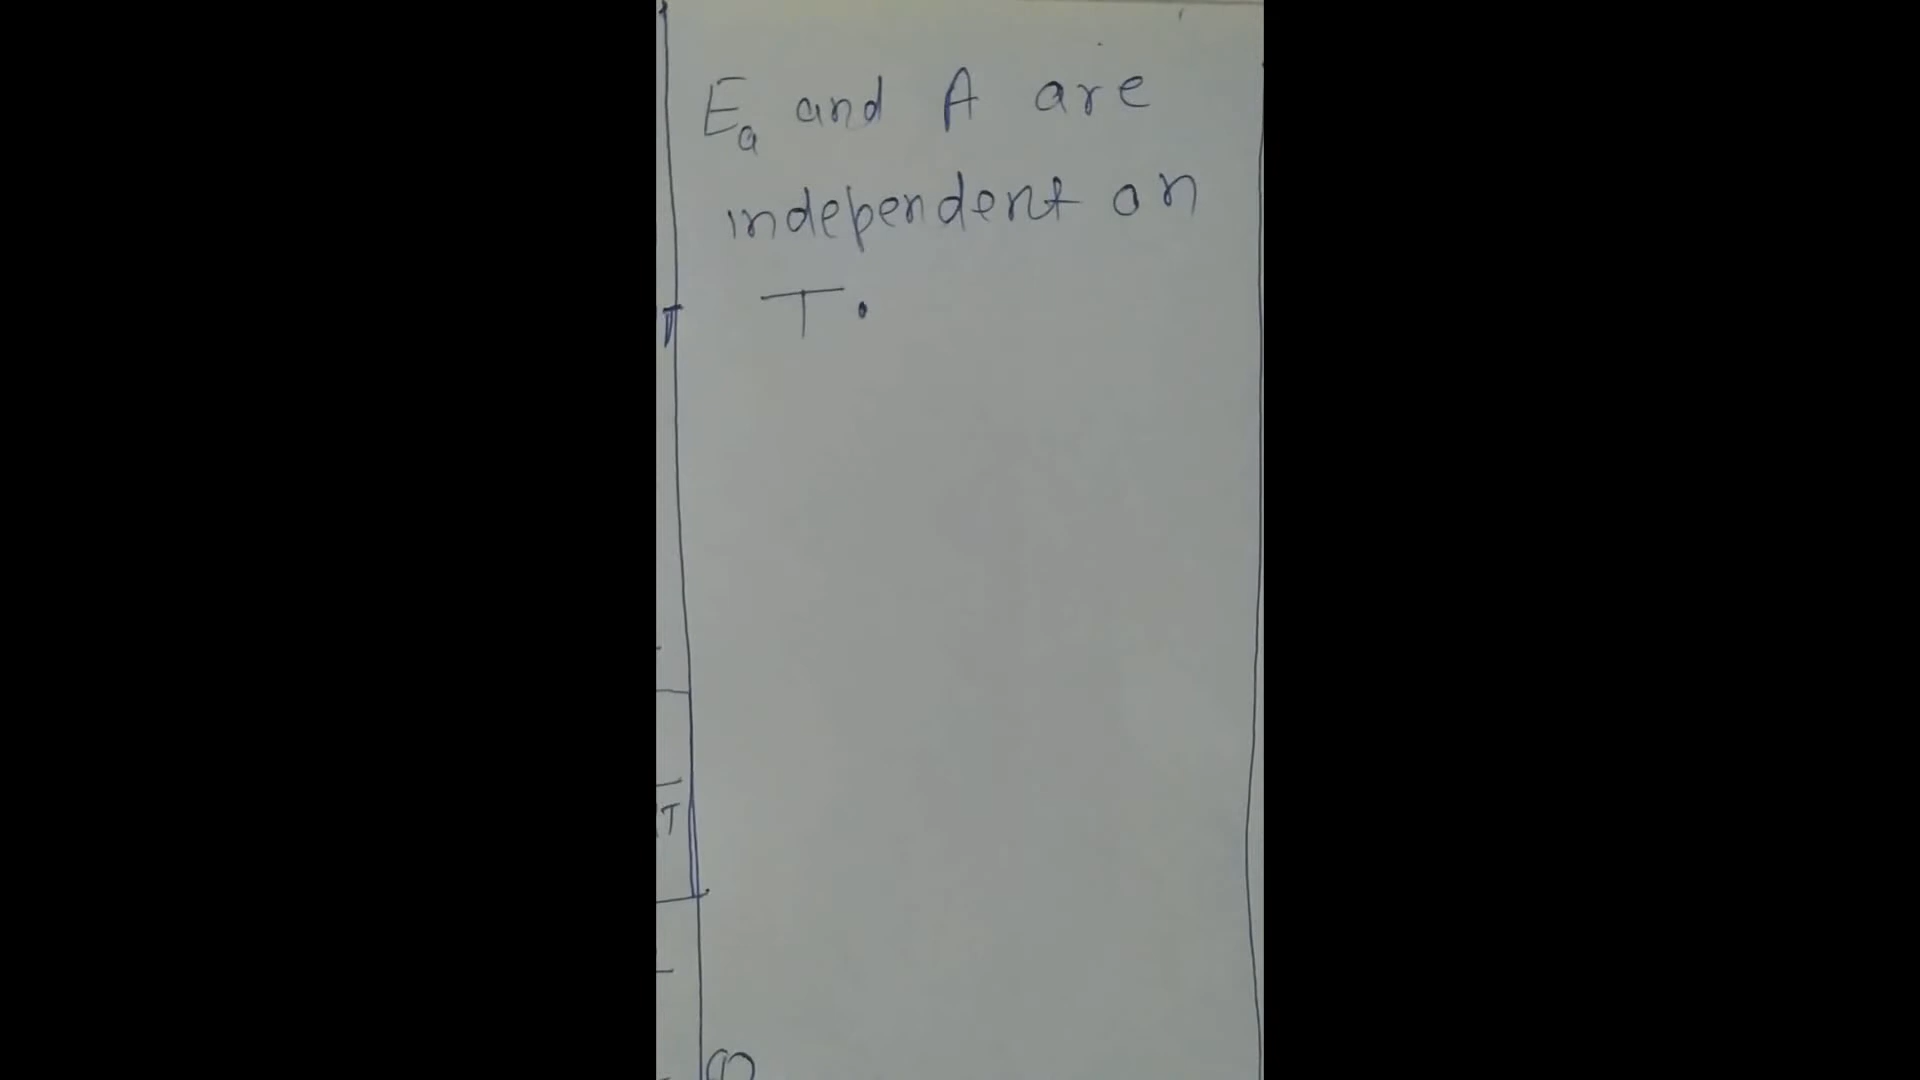 Ea and A are
independent on
T.
T
T